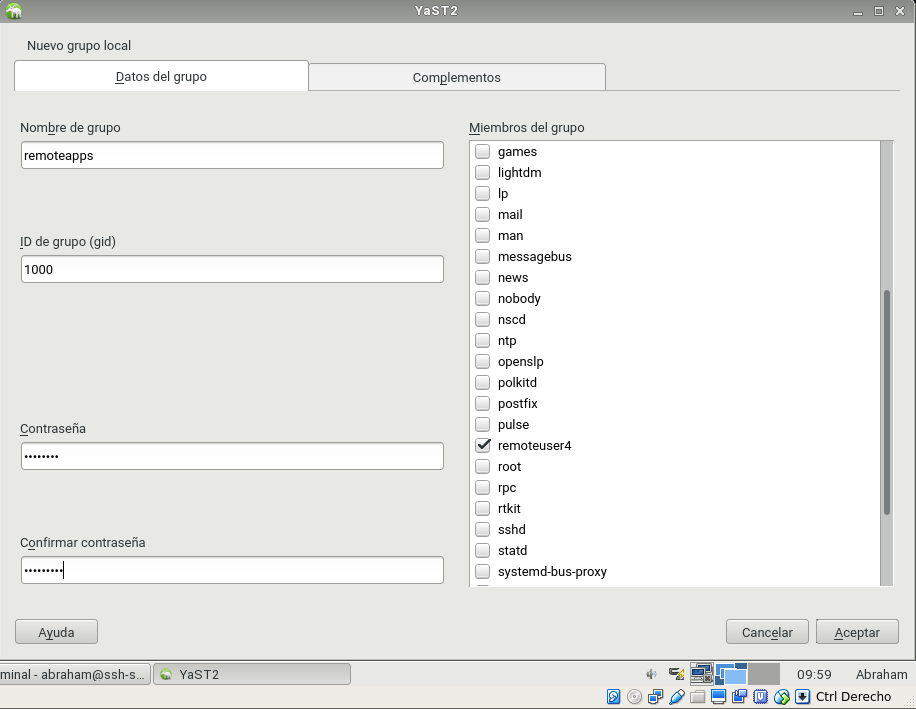 YaST2
Nuevo grupo local
Datos del grupo
Complementos
Nombre de grupo
remoteapps
ID de grupo (gid)
1000
Contraseña
••••••••
Confirmar contraseña
•••••••••
Miembros del grupo
games
lightdm
lp
mail
man
messagebus
news
nobody
nscd
ntp
openslp
polkitd
postfix
pulse
remoteuser4
root
rpc
rtkit
sshd
statd
systemd-bus-proxy
Ayuda
Cancelar
Aceptar
minal - abraham@ssh-s...
YaST2
09:59
Abraham
Ctrl Derecho